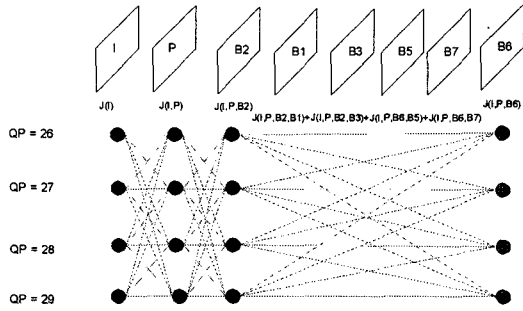 I P B2 B1 B3 B5 B7 B6
J(I) J(I,P) J(I,P,B2) J(I,P,B6)
J(I,P,B2,B1)+J(I,P,B2,B3)+J(I,P,B6,B5)+J(I,P,B6,B7)
QP = 26
QP = 27
QP = 28
QP = 29